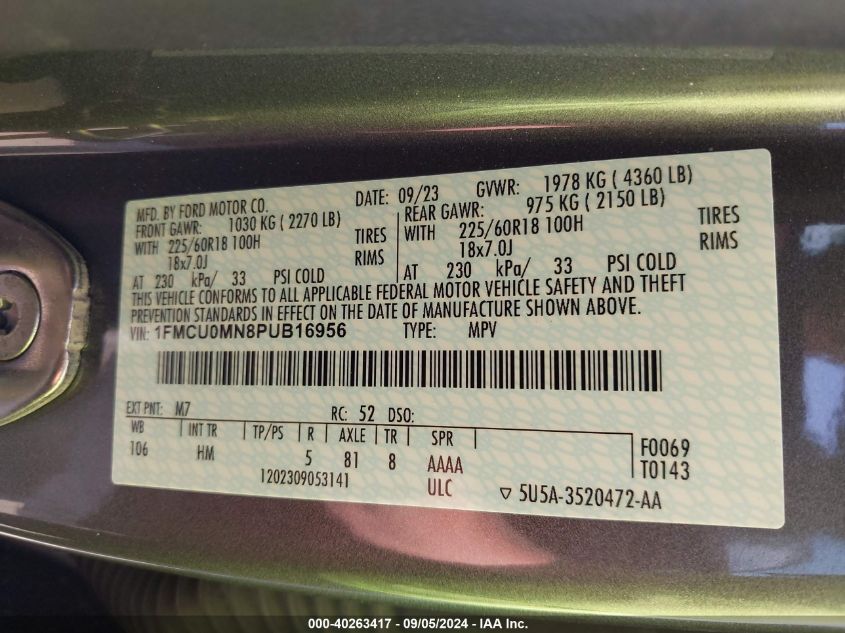 MFD. BY FORD MOTOR CO. DATE: 09/23 GVWR: 1978 KG ( 4360 LB)
FRONT GAWR: 1030 KG ( 2270 LB) REAR GAWR: 975 KG ( 2150 LB)
WITH 225/60R18 100H TIRES WITH 225/60R18 100H TIRES
18x7.0J RIMS 18x7.0J RIMS
AT 230 kPa/ 33 PSI COLD AT 230 kPa/ 33 PSI COLD
THIS VEHICLE CONFORMS TO ALL APPLICABLE FEDERAL MOTOR VEHICLE SAFETY AND THEFT
PREVENTION STANDARDS IN EFFECT ON THE DATE OF MANUFACTURE SHOWN ABOVE.
VIN: 1FMCU0MN8PUB16956 TYPE: MPV
EXT PNT: M7 RC: 52 DSO:
WB INT TR TP/PS R AXLE TR SPR F0069
106 HM 5 81 8 AAAA T0143
1202309053141 ULC ▽ 5U5A-3520472-AA
000-40263417 - 09/05/2024 - IAA Inc.